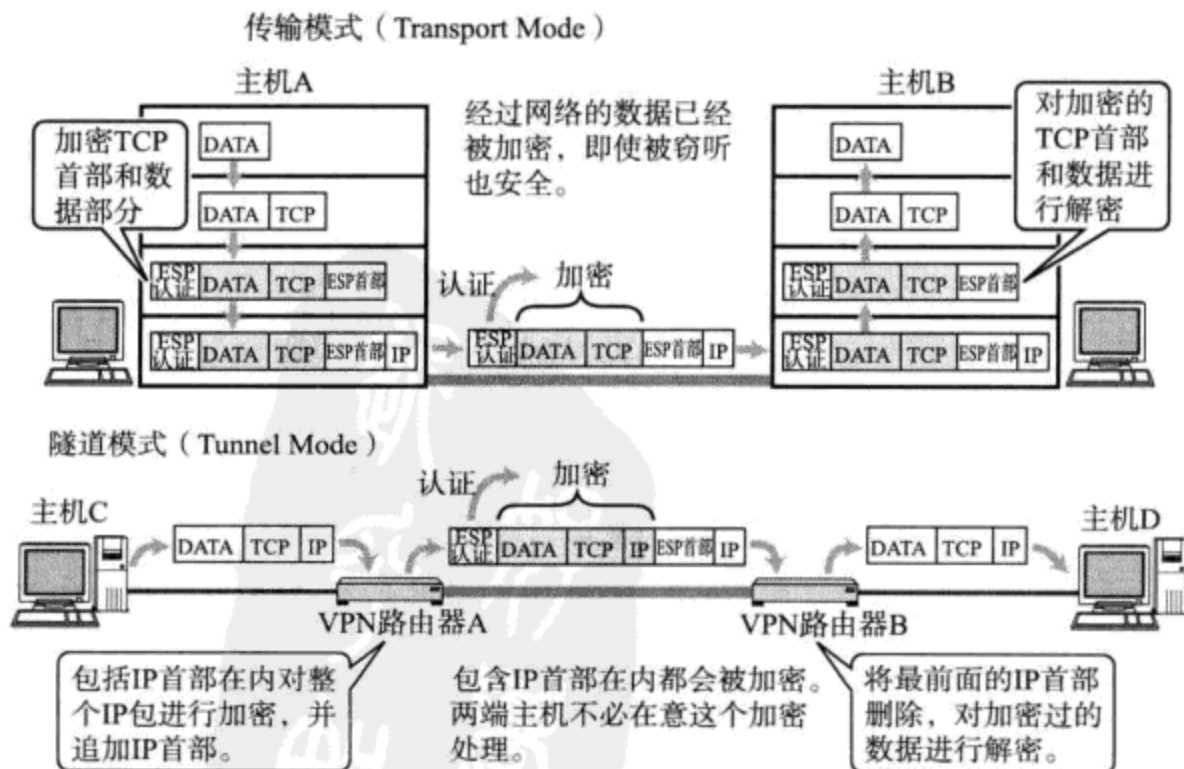 传输模式（Transport Mode）
主机A
主机B
加密TCP
首部和数
据部分
经过网络的数据已经
被加密，即使被窃听
也安全。
对加密的
TCP首部
和数据进
行解密
DATA
DATA TCP
ESP认证 DATA TCP ESP首部
ESP认证 DATA TCP ESP首部 IP
认证
加密
ESP认证 DATA TCP ESP首部 IP
DATA
DATA TCP
ESP认证 DATA TCP ESP首部
ESP认证 DATA TCP ESP首部 IP
隧道模式（Tunnel Mode）
主机C
主机D
DATA TCP IP
认证
加密
ESP认证 DATA TCP IP ESP首部 IP
DATA TCP IP
VPN路由器A
VPN路由器B
包括IP首部在内对整
个IP包进行加密，并
追加IP首部。
包含IP首部在内都会被加密。
两端主机不必在意这个加密
处理。
将最前面的IP首部
删除，对加密过的
数据进行解密。